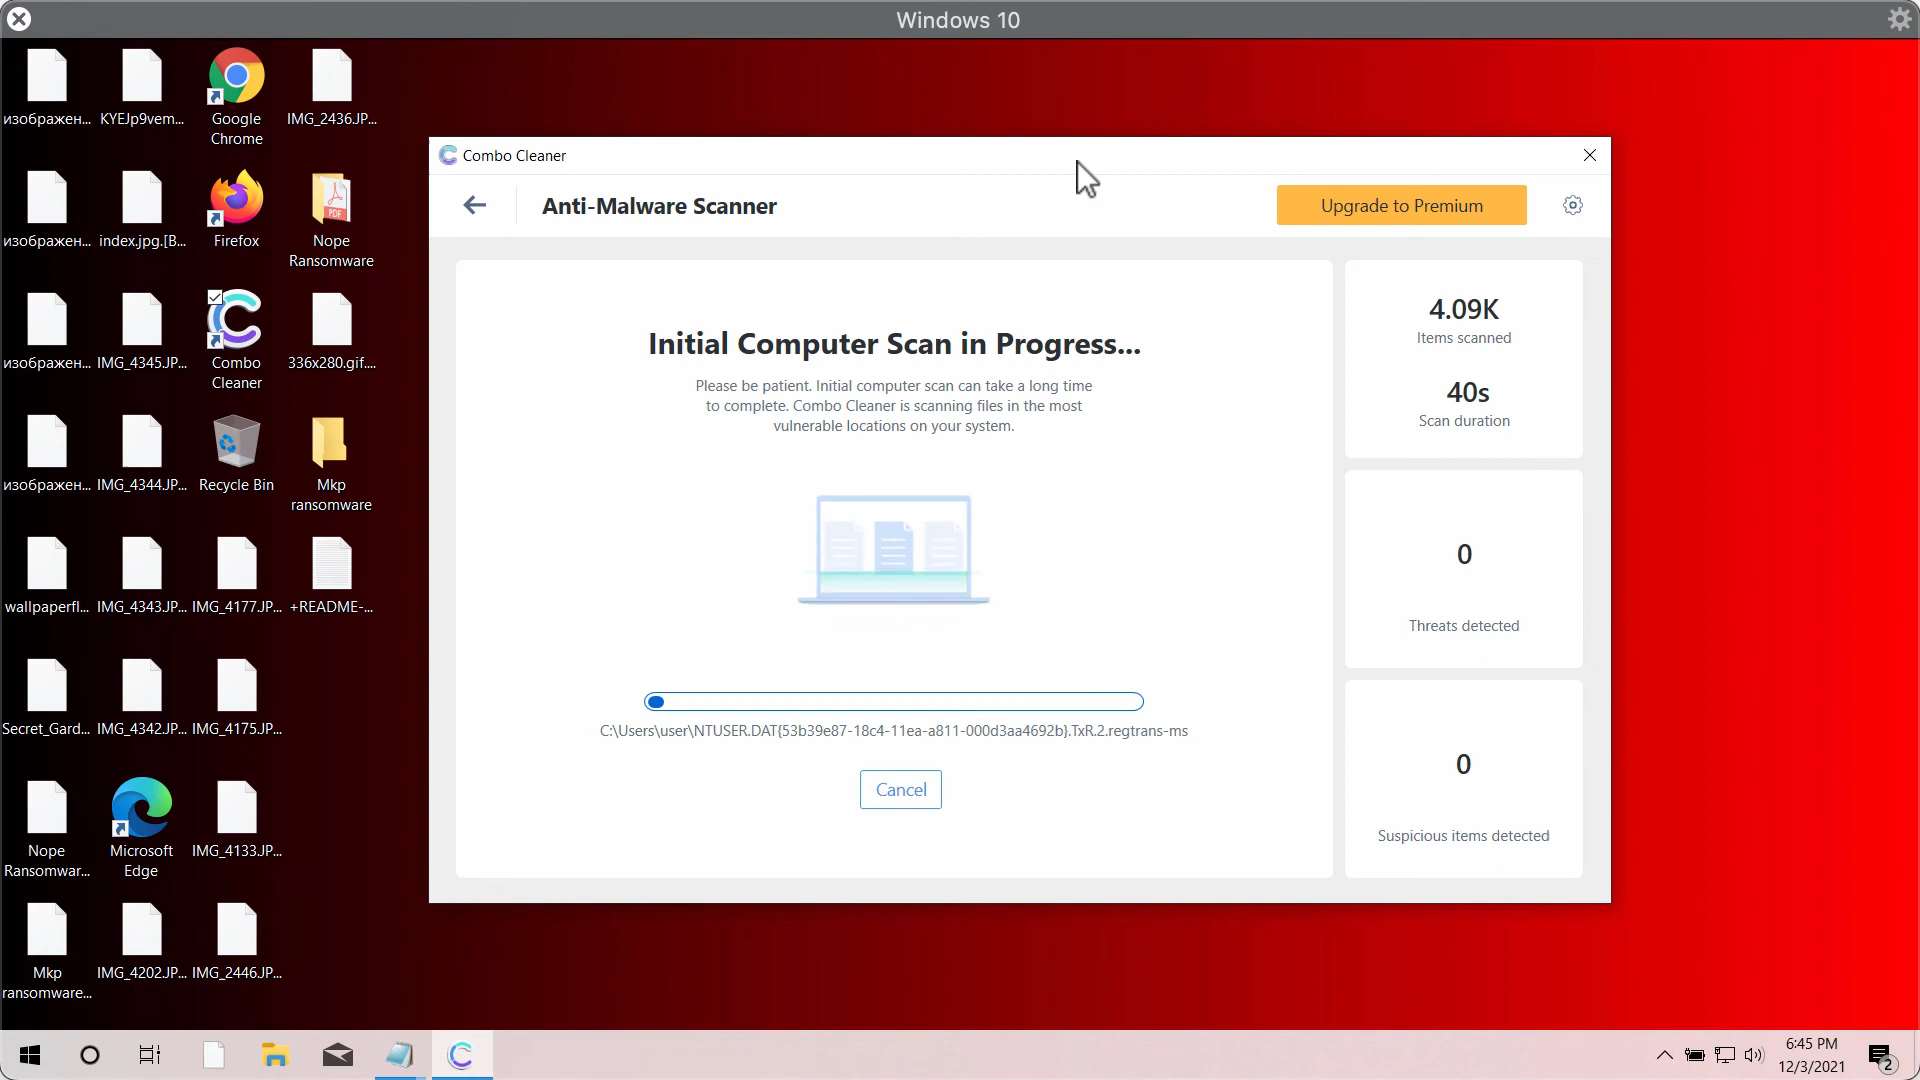 Windows 10
изображен...
KYEJp9vem...
Google
Chrome
IMG_2436.JP...
изображен...
index.jpg.[B...
Firefox
PDF
Nope
Ransomware
изображен...
IMG_4345.JP...
Combo
Cleaner
336x280.gif....
изображен...
IMG_4344.JP...
Recycle Bin
Mkp
ransomware
wallpaperfl...
IMG_4343.JP...
IMG_4177.JP...
+README-...
Secret_Gard...
IMG_4342.JP...
IMG_4175.JP...
Nope
Ransomwar...
Microsoft
Edge
IMG_4133.JP...
Mkp
ransomware...
IMG_4202.JP...
IMG_2446.JP...
Combo Cleaner
Anti-Malware Scanner
Upgrade to Premium
Initial Computer Scan in Progress...
Please be patient. Initial computer scan can take a long time
to complete. Combo Cleaner is scanning files in the most
vulnerable locations on your system.
C:\Users\user\NTUSER.DAT{53b39e87-18c4-11ea-a811-000d3aa4692b}.TxR.2.regtrans-ms
Cancel
4.09K
Items scanned
40s
Scan duration
0
Threats detected
0
Suspicious items detected
6:45 PM
12/3/2021
2